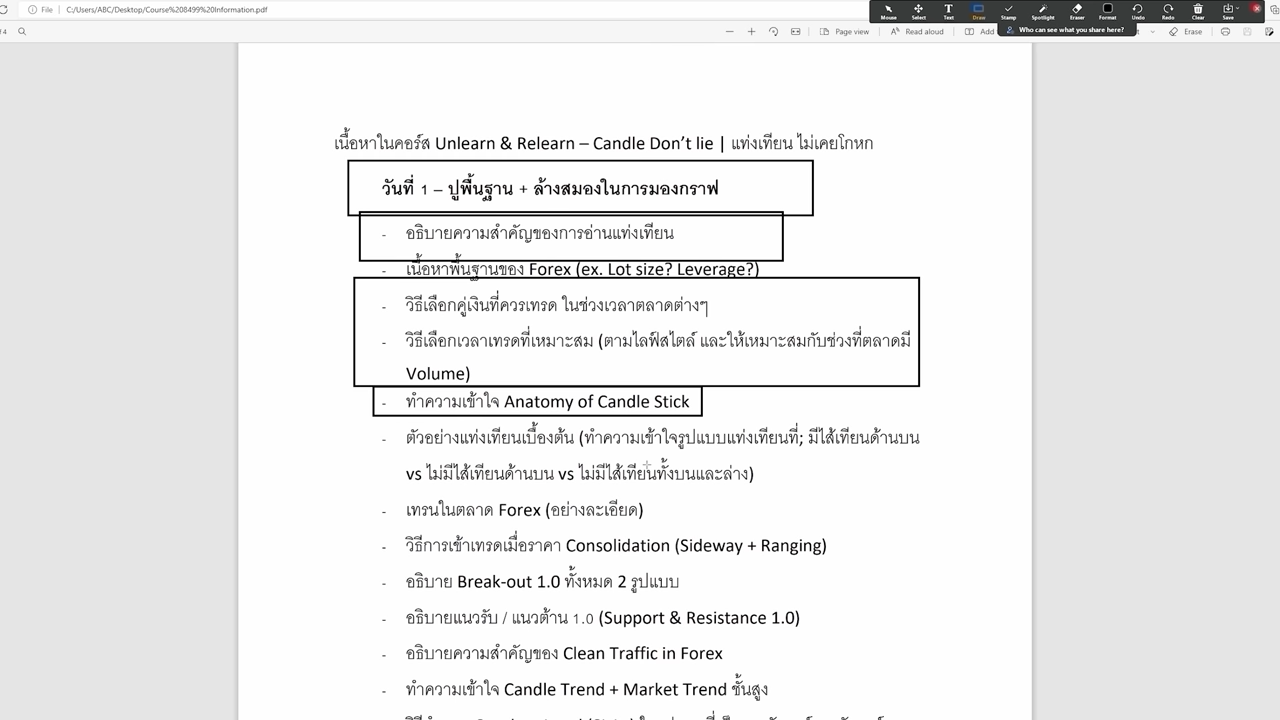 File C:/Users/ABC/Desktop/Course%208499%20Information.pdf
Mouse Select Text Draw Stamp Spotlight Eraser Format Undo Redo Clear Save
Who can see what you share here?
Page view Read aloud Add Erase
เนื้อหาในคอร์ส Unlearn & Relearn – Candle Don’t lie | แท่งเทียน ไม่เคยโกหก
วันที่ 1 – ปูพื้นฐาน + ล้างสมองในการมองกราฟ
- อธิบายความสำคัญของการอ่านแท่งเทียน
- เนื้อหาพื้นฐานของ Forex (ex. Lot size? Leverage?)
- วิธีเลือกคู่เงินที่ควรเทรด ในช่วงเวลาตลาดต่างๆ
- วิธีเลือกเวลาเทรดที่เหมาะสม (ตามไลฟ์สไตล์ และให้เหมาะสมกับช่วงที่ตลาดมี
Volume)
- ทำความเข้าใจ Anatomy of Candle Stick
- ตัวอย่างแท่งเทียนเบื้องต้น (ทำความเข้าใจรูปแบบแท่งเทียนที่; มีไส้เทียนด้านบน
vs ไม่มีไส้เทียนด้านบน vs ไม่มีไส้เทียนทั้งบนและล่าง)
- เทรนในตลาด Forex (อย่างละเอียด)
- วิธีการเข้าเทรดเมื่อราคา Consolidation (Sideway + Ranging)
- อธิบาย Break-out 1.0 ทั้งหมด 2 รูปแบบ
- อธิบายแนวรับ / แนวต้าน 1.0 (Support & Resistance 1.0)
- อธิบายความสำคัญของ Clean Traffic in Forex
- ทำความเข้าใจ Candle Trend + Market Trend ชั้นสูง